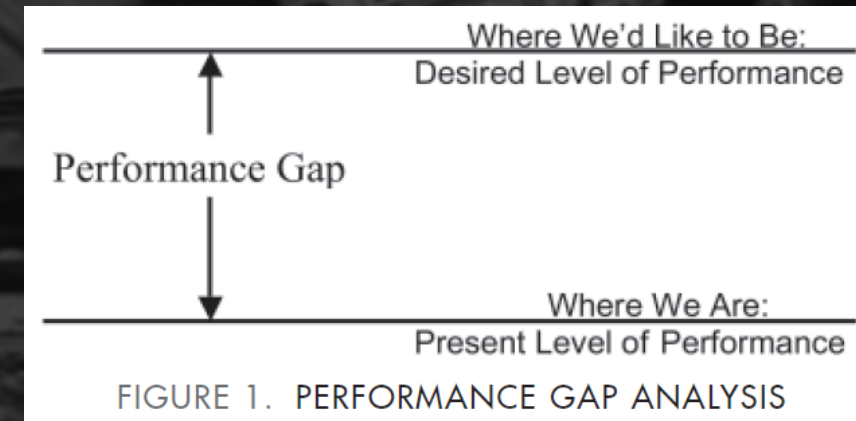 Where We'd Like to Be:
Desired Level of Performance
Performance Gap
Where We Are:
Present Level of Performance
FIGURE 1. PERFORMANCE GAP ANALYSIS